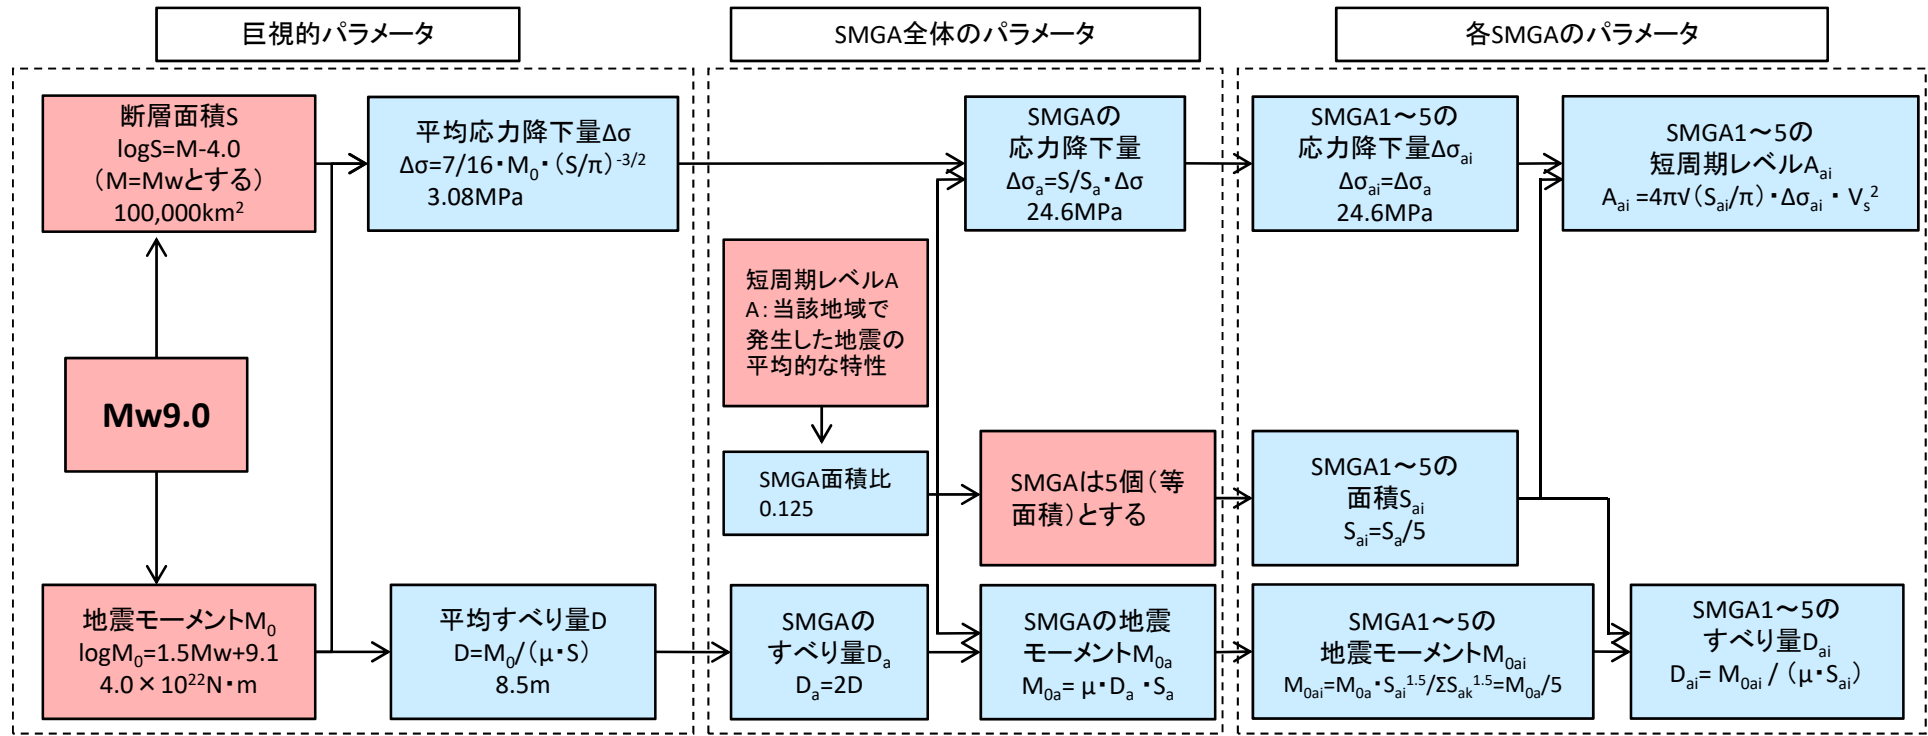 巨視的パラメータ
SMGA全体のパラメータ
各SMGAのパラメータ
断層面積S
logS=M-4.0
(M=Mwとする)
100,000km²
平均応力降下量Δσ
Δσ=7/16・M₀・(S/π)⁻³ᐟ²
3.08MPa
SMGAの
応力降下量
Δσₐ=S/Sₐ・Δσ
24.6MPa
SMGA1～5の
応力降下量Δσₐᵢ
Δσₐᵢ=Δσₐ
24.6MPa
SMGA1～5の
短周期レベルAₐᵢ
Aₐᵢ =4π√(Sₐᵢ/π)・Δσₐᵢ・Vₛ²
短周期レベルA
A:当該地域で
発生した地震の
平均的な特性
Mw9.0
SMGA面積比
0.125
SMGAは5個(等
面積)とする
SMGA1～5の
面積Sₐᵢ
Sₐᵢ=Sₐ/5
地震モーメントM₀
logM₀=1.5Mw+9.1
4.0×10²²N・m
平均すべり量D
D=M₀/(μ・S)
8.5m
SMGAの
すべり量Dₐ
Dₐ=2D
SMGAの地震
モーメントM₀ₐ
M₀ₐ= μ・Dₐ・Sₐ
SMGA1～5の
地震モーメントM₀ₐᵢ
M₀ₐᵢ=M₀ₐ・Sₐᵢ¹·⁵/ΣSₐₖ¹·⁵=M₀ₐ/5
SMGA1～5の
すべり量Dₐᵢ
Dₐᵢ= M₀ₐᵢ / (μ・Sₐᵢ)